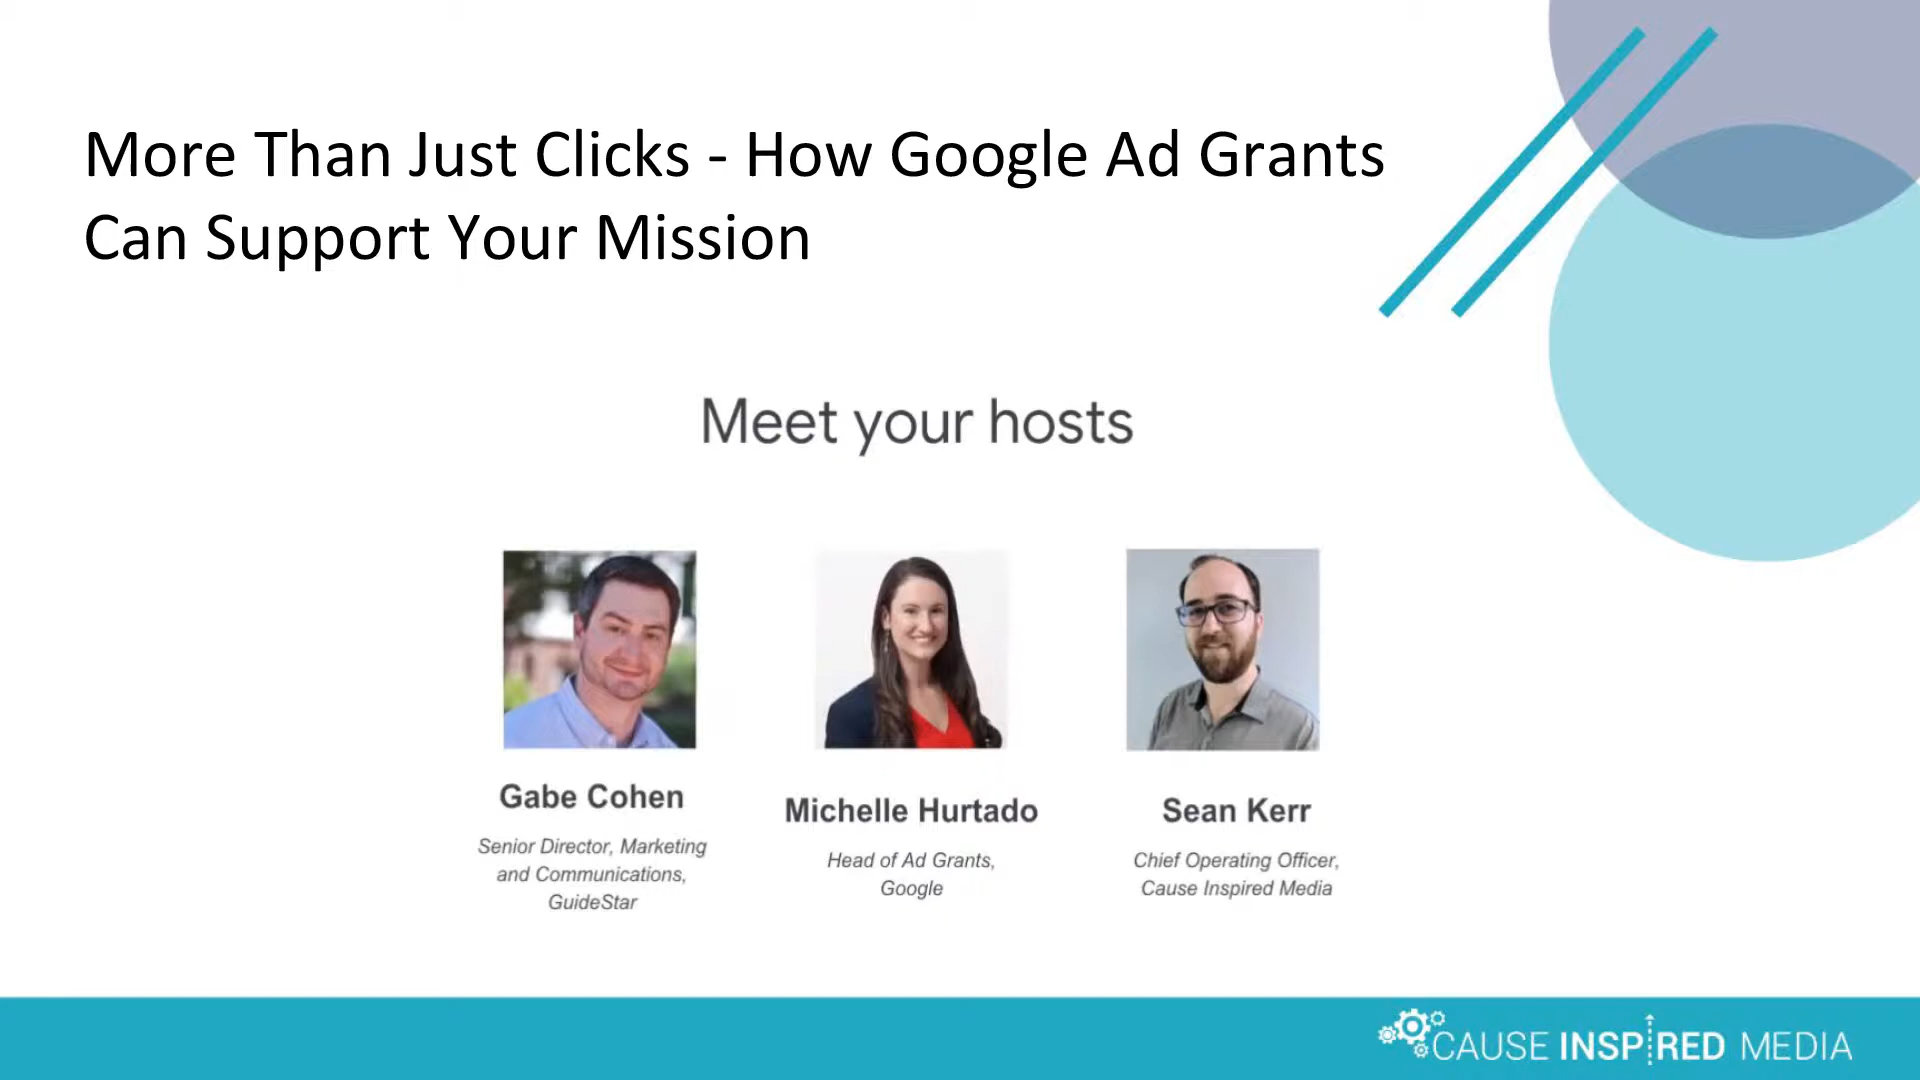 More Than Just Clicks - How Google Ad Grants
Can Support Your Mission
Meet your hosts
Gabe Cohen
Senior Director, Marketing
and Communications,
GuideStar
Michelle Hurtado
Head of Ad Grants,
Google
Sean Kerr
Chief Operating Officer,
Cause Inspired Media
CAUSE INSPIRED MEDIA